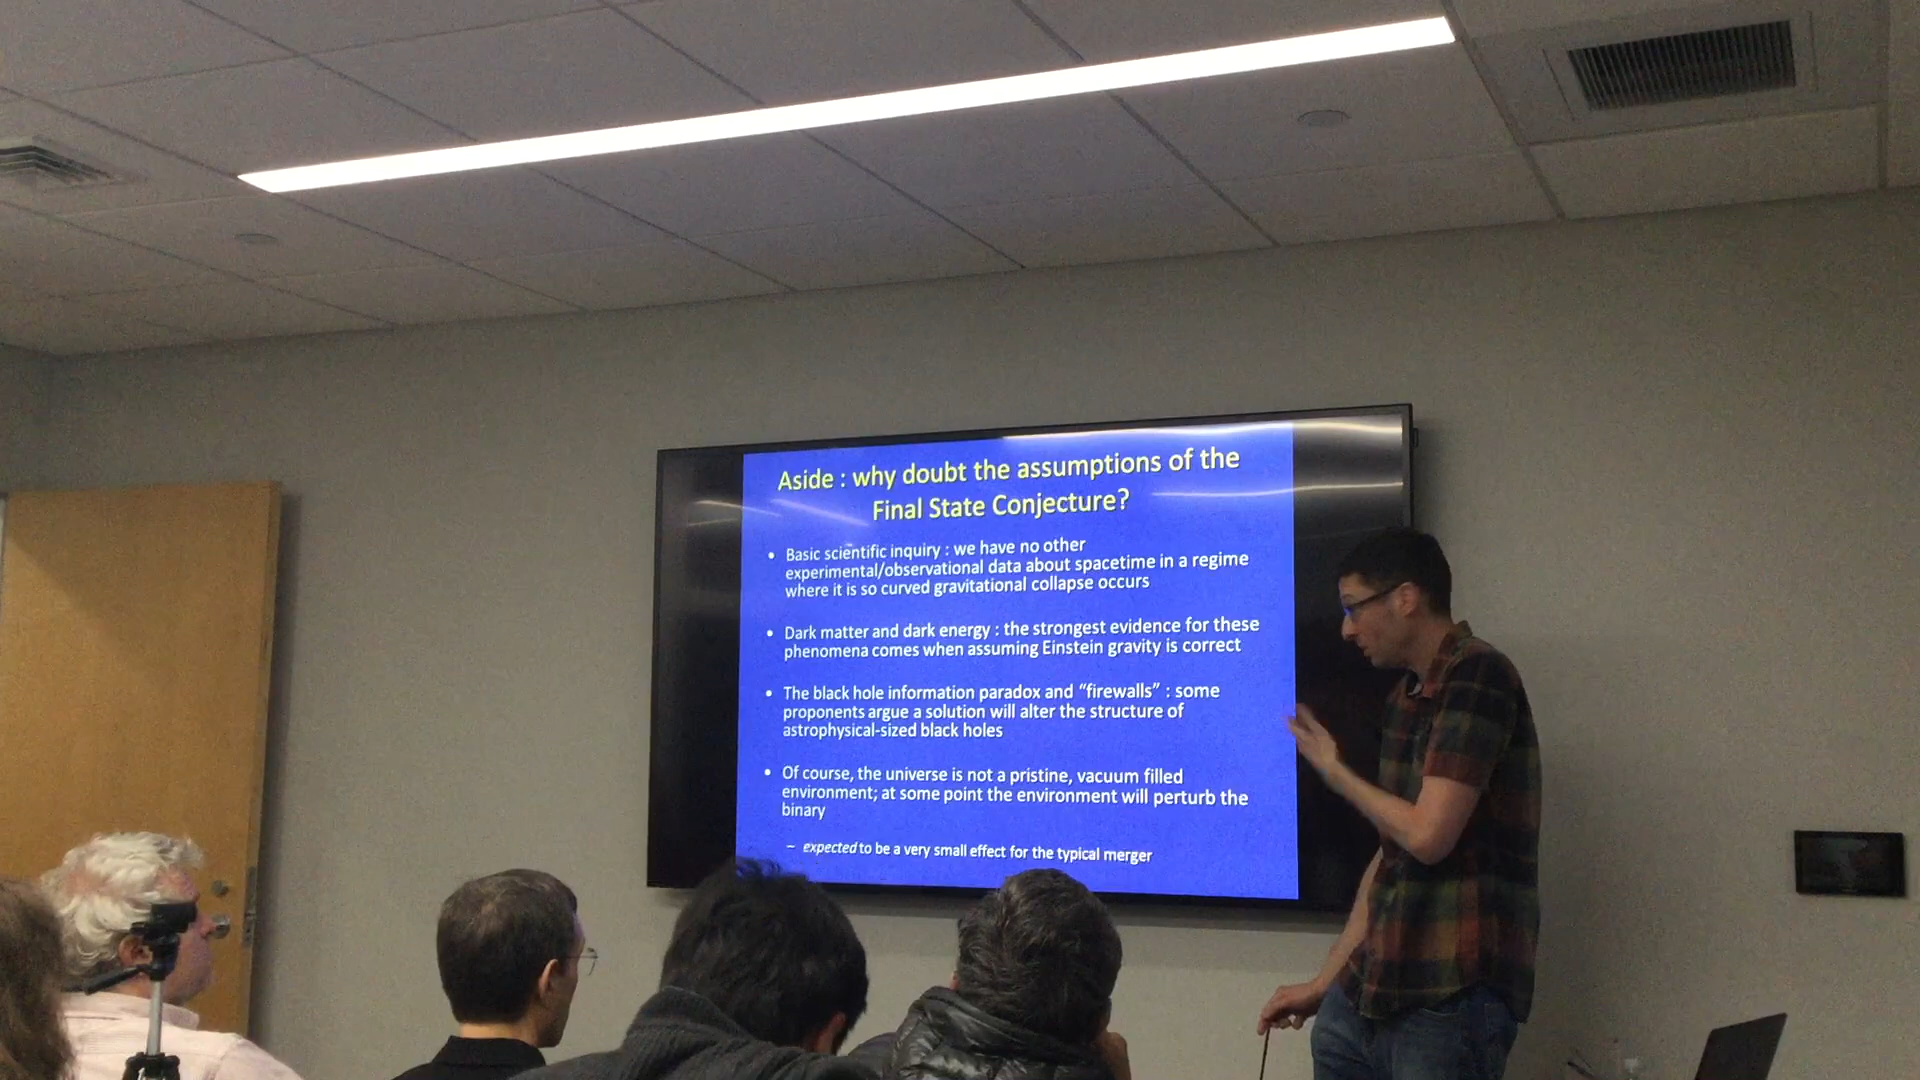 Aside : why doubt the assumptions of the
Final State Conjecture?
• Basic scientific inquiry : we have no other
experimental/observational data about spacetime in a regime
where it is so curved gravitational collapse occurs
• Dark matter and dark energy : the strongest evidence for these
phenomena comes when assuming Einstein gravity is correct
• The black hole information paradox and “firewalls” : some
proponents argue a solution will alter the structure of
astrophysical-sized black holes
• Of course, the universe is not a pristine, vacuum filled
environment; at some point the environment will perturb the
binary
– expected to be a very small effect for the typical merger